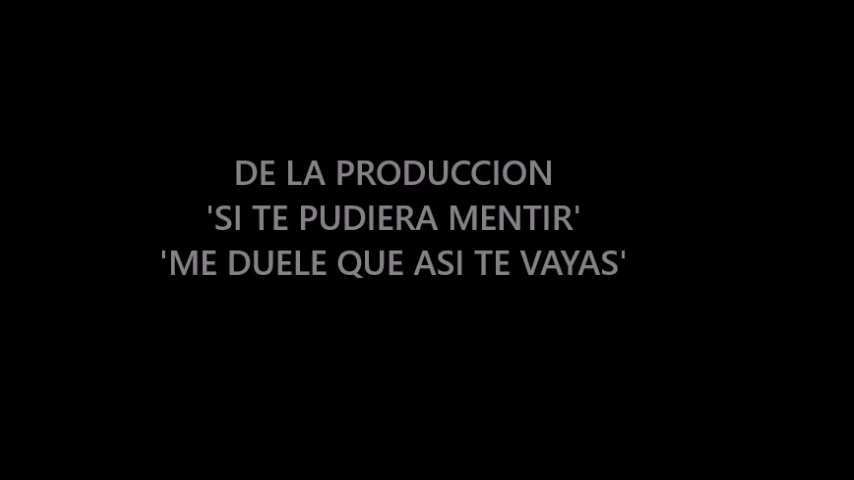 DE LA PRODUCCION
'SI TE PUDIERA MENTIR'
'ME DUELE QUE ASI TE VAYAS'